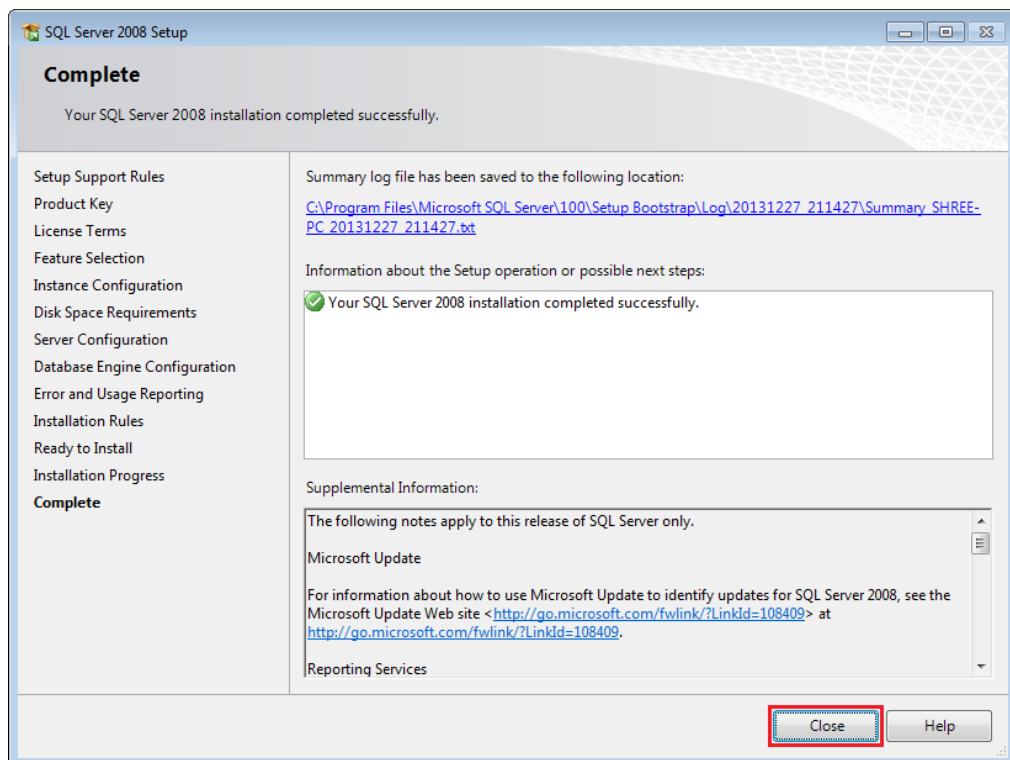 SQL Server 2008 Setup
Complete
Your SQL Server 2008 installation completed successfully.
Setup Support Rules
Product Key
License Terms
Feature Selection
Instance Configuration
Disk Space Requirements
Server Configuration
Database Engine Configuration
Error and Usage Reporting
Installation Rules
Ready to Install
Installation Progress
Complete
Summary log file has been saved to the following location:
C:\Program Files\Microsoft SQL Server\100\Setup Bootstrap\Log\20131227_211427\Summary_SHREE-
PC_20131227_211427.txt
Information about the Setup operation or possible next steps:
Your SQL Server 2008 installation completed successfully.
Supplemental Information:
The following notes apply to this release of SQL Server only.
Microsoft Update
For information about how to use Microsoft Update to identify updates for SQL Server 2008, see the
Microsoft Update Web site <http://go.microsoft.com/fwlink/?LinkId=108409> at
http://go.microsoft.com/fwlink/?LinkId=108409.
Reporting Services
Close
Help